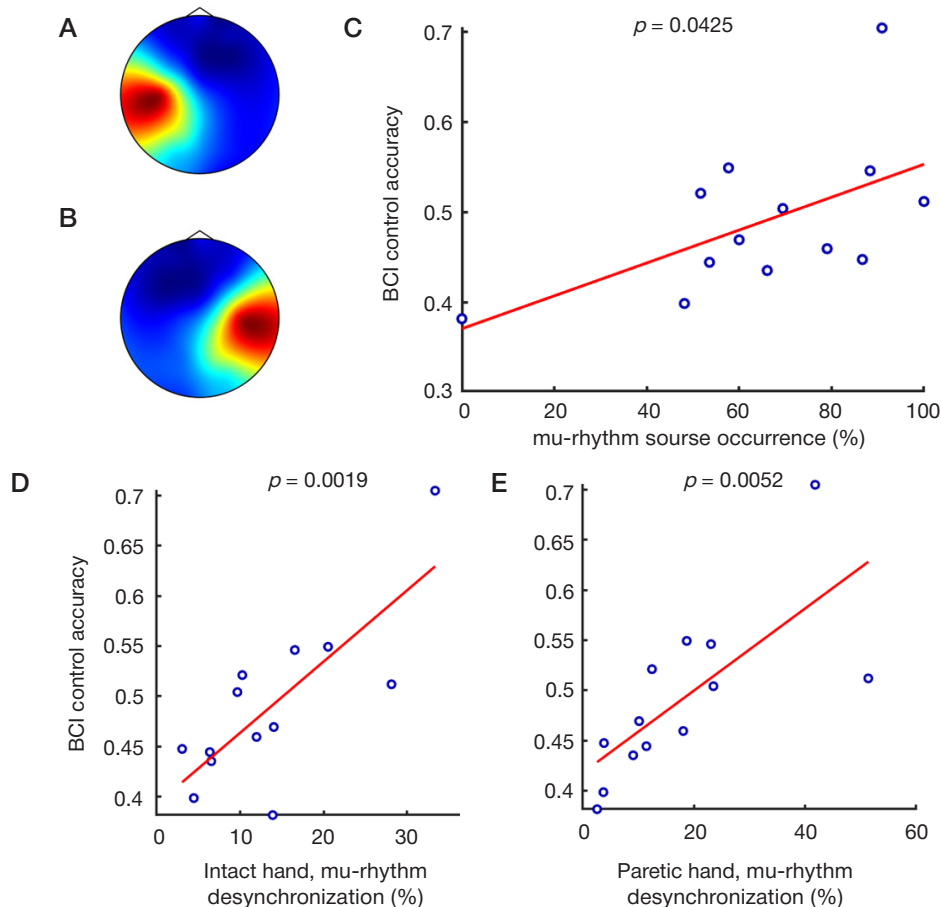 A
B
C
p = 0.0425
BCI control accuracy
0.7
0.6
0.5
0.4
0.3
0
20
40
60
80
100
mu-rhythm sourse occurrence (%)
D
p = 0.0019
BCI control accuracy
0.7
0.65
0.6
0.55
0.5
0.45
0.4
0
10
20
30
Intact hand, mu-rhythm
desynchronization (%)
E
p = 0.0052
0.7
0.65
0.6
0.55
0.5
0.45
0.4
0
20
40
60
Paretic hand, mu-rhythm
desynchronization (%)